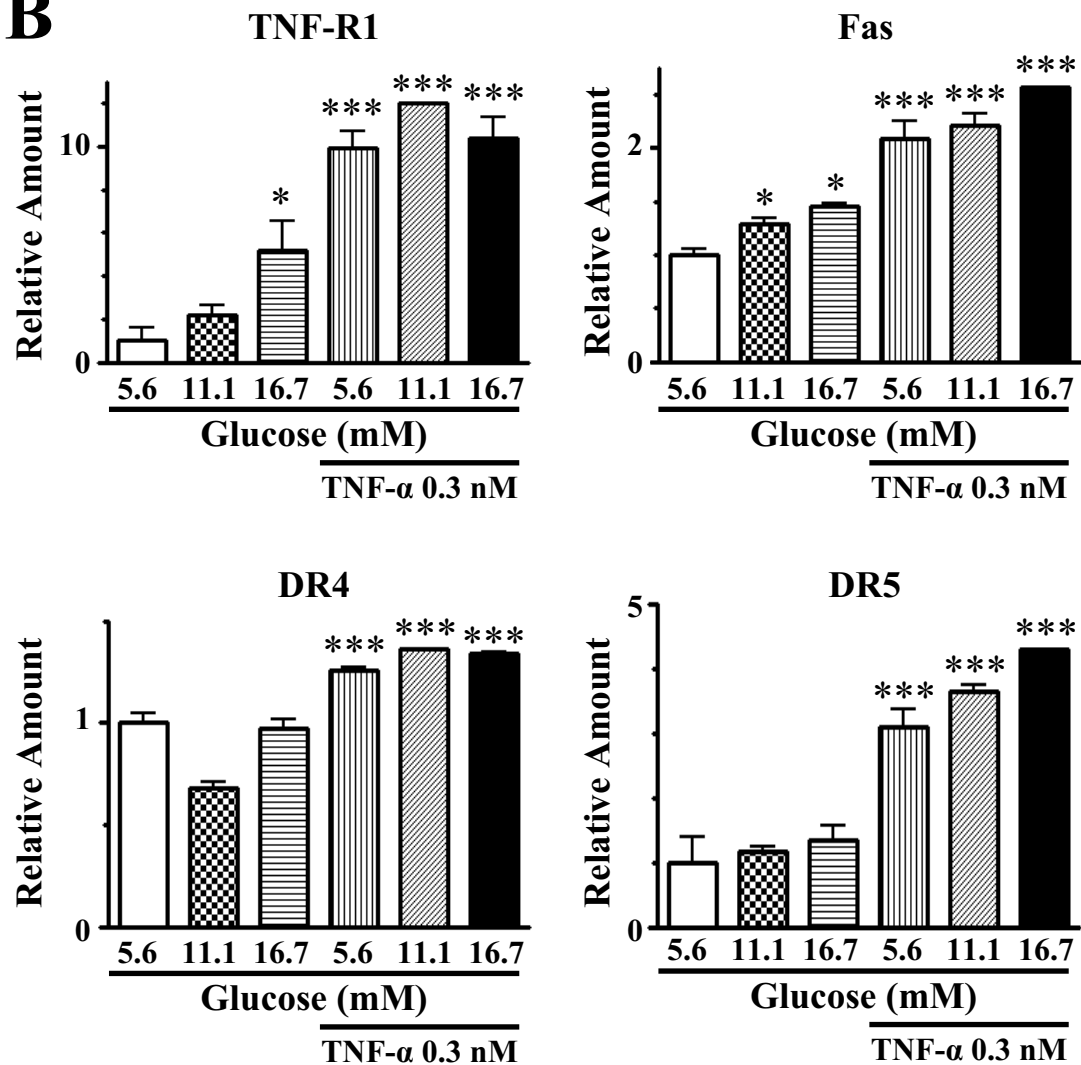 B
TNF-R1
Relative Amount
10
0
*
***
***
***
5.6 11.1 16.7 5.6 11.1 16.7
Glucose (mM)
TNF-α 0.3 nM
Fas
Relative Amount
2
0
*
*
***
***
***
5.6 11.1 16.7 5.6 11.1 16.7
Glucose (mM)
TNF-α 0.3 nM
DR4
Relative Amount
1
0
***
***
***
5.6 11.1 16.7 5.6 11.1 16.7
Glucose (mM)
TNF-α 0.3 nM
DR5
Relative Amount
5
0
***
***
***
5.6 11.1 16.7 5.6 11.1 16.7
Glucose (mM)
TNF-α 0.3 nM